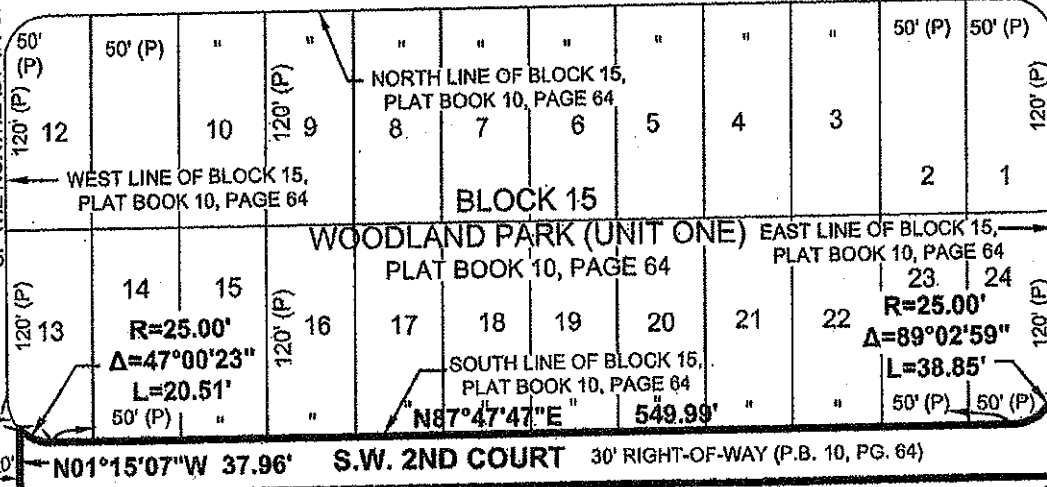 50' (P)
50' (P)
"
"
"
"
"
"
"
50' (P)
50' (P)
120' (P)
120' (P)
120' (P)
NORTH LINE OF BLOCK 15,
PLAT BOOK 10, PAGE 64
12
10
9
8
7
6
5
4
3
2
1
WEST LINE OF BLOCK 15,
PLAT BOOK 10, PAGE 64
BLOCK 15
WOODLAND PARK (UNIT ONE)
PLAT BOOK 10, PAGE 64
EAST LINE OF BLOCK 15,
PLAT BOOK 10, PAGE 64
120' (P)
120' (P)
120' (P)
13
14
15
16
17
18
19
20
21
22
23
24
R=25.00'
Δ=47°00'23"
L=20.51'
R=25.00'
Δ=89°02'59"
L=38.85'
SOUTH LINE OF BLOCK 15,
PLAT BOOK 10, PAGE 64
50' (P)
"
"
"
"
"
"
"
50' (P)
50' (P)
N87°47'47"E 549.99'
N01°15'07"W 37.96'
S.W. 2ND COURT 30' RIGHT-OF-WAY (P.B. 10, PG. 64)